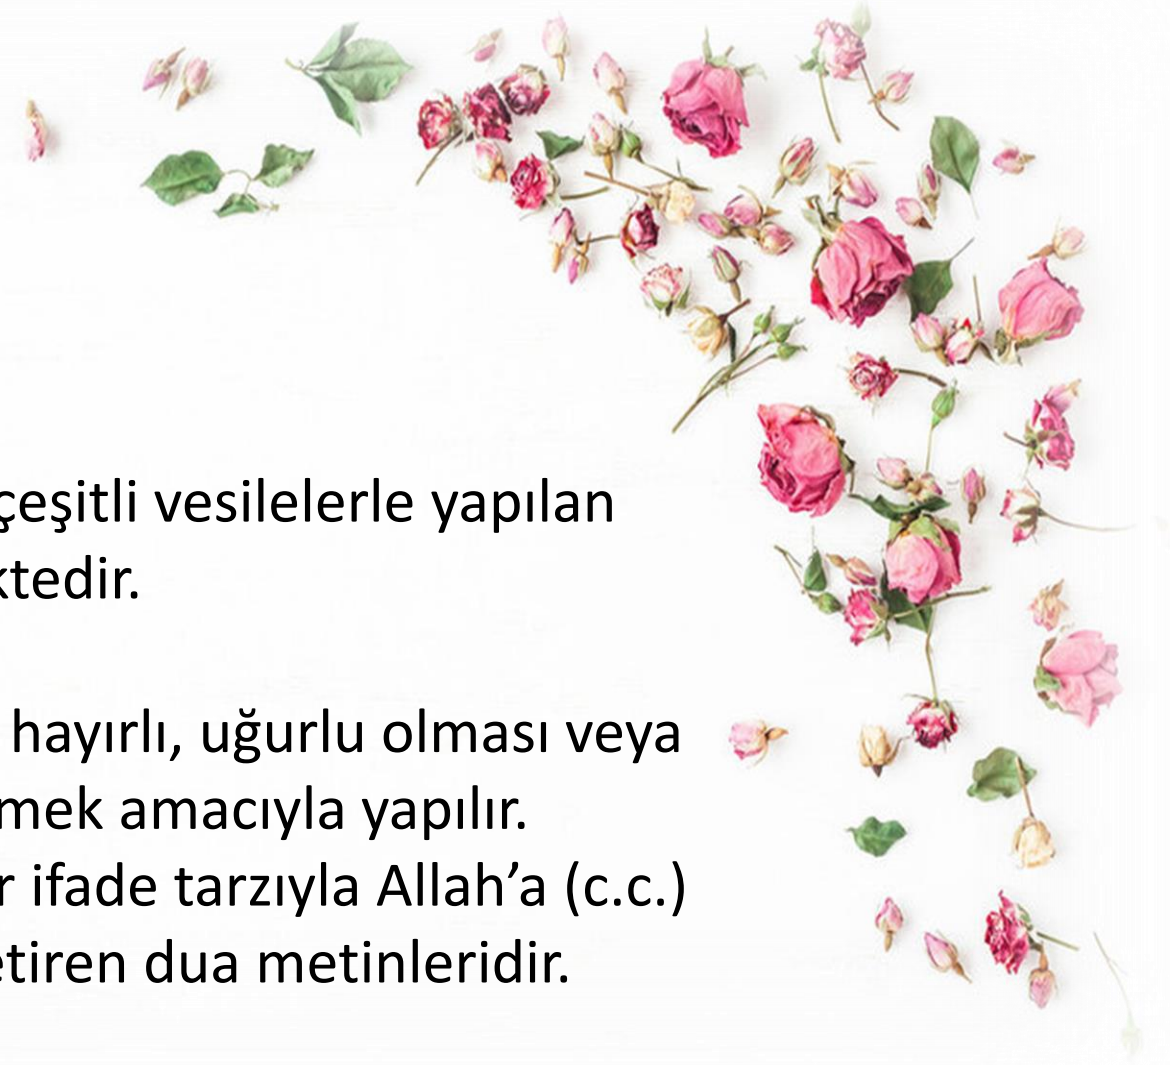 çeşitli vesilelerle yapılan
ktedir.
hayırlı, uğurlu olması veya
mek amacıyla yapılır.
r ifade tarzıyla Allah’a (c.c.)
etiren dua metinleridir.